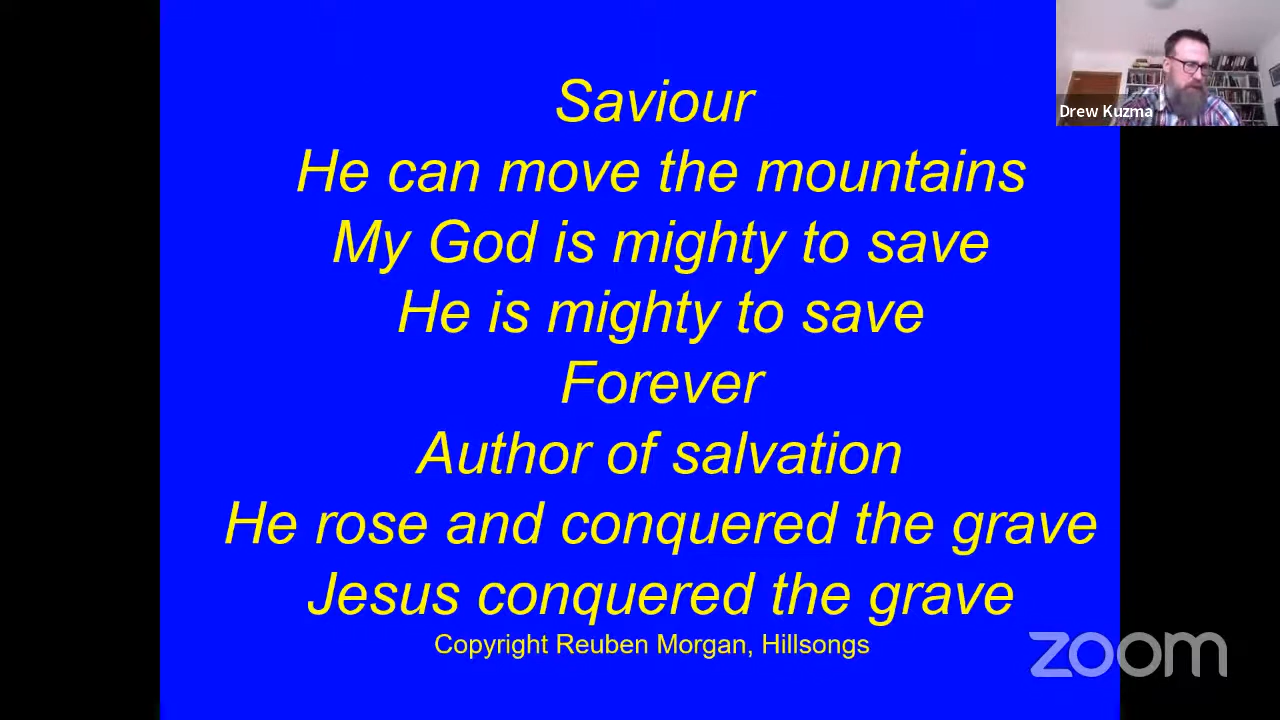 Saviour
He can move the mountains
My God is mighty to save
He is mighty to save
Forever
Author of salvation
He rose and conquered the grave
Jesus conquered the grave
Copyright Reuben Morgan, Hillsongs
Drew Kuzma
zoom